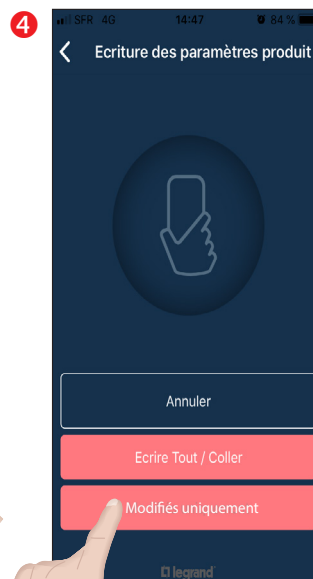 4
SFR 4G 14:47 84 %
Ecriture des paramètres produit
Annuler
Ecrire Tout / Coller
Modifiés uniquement
legrand